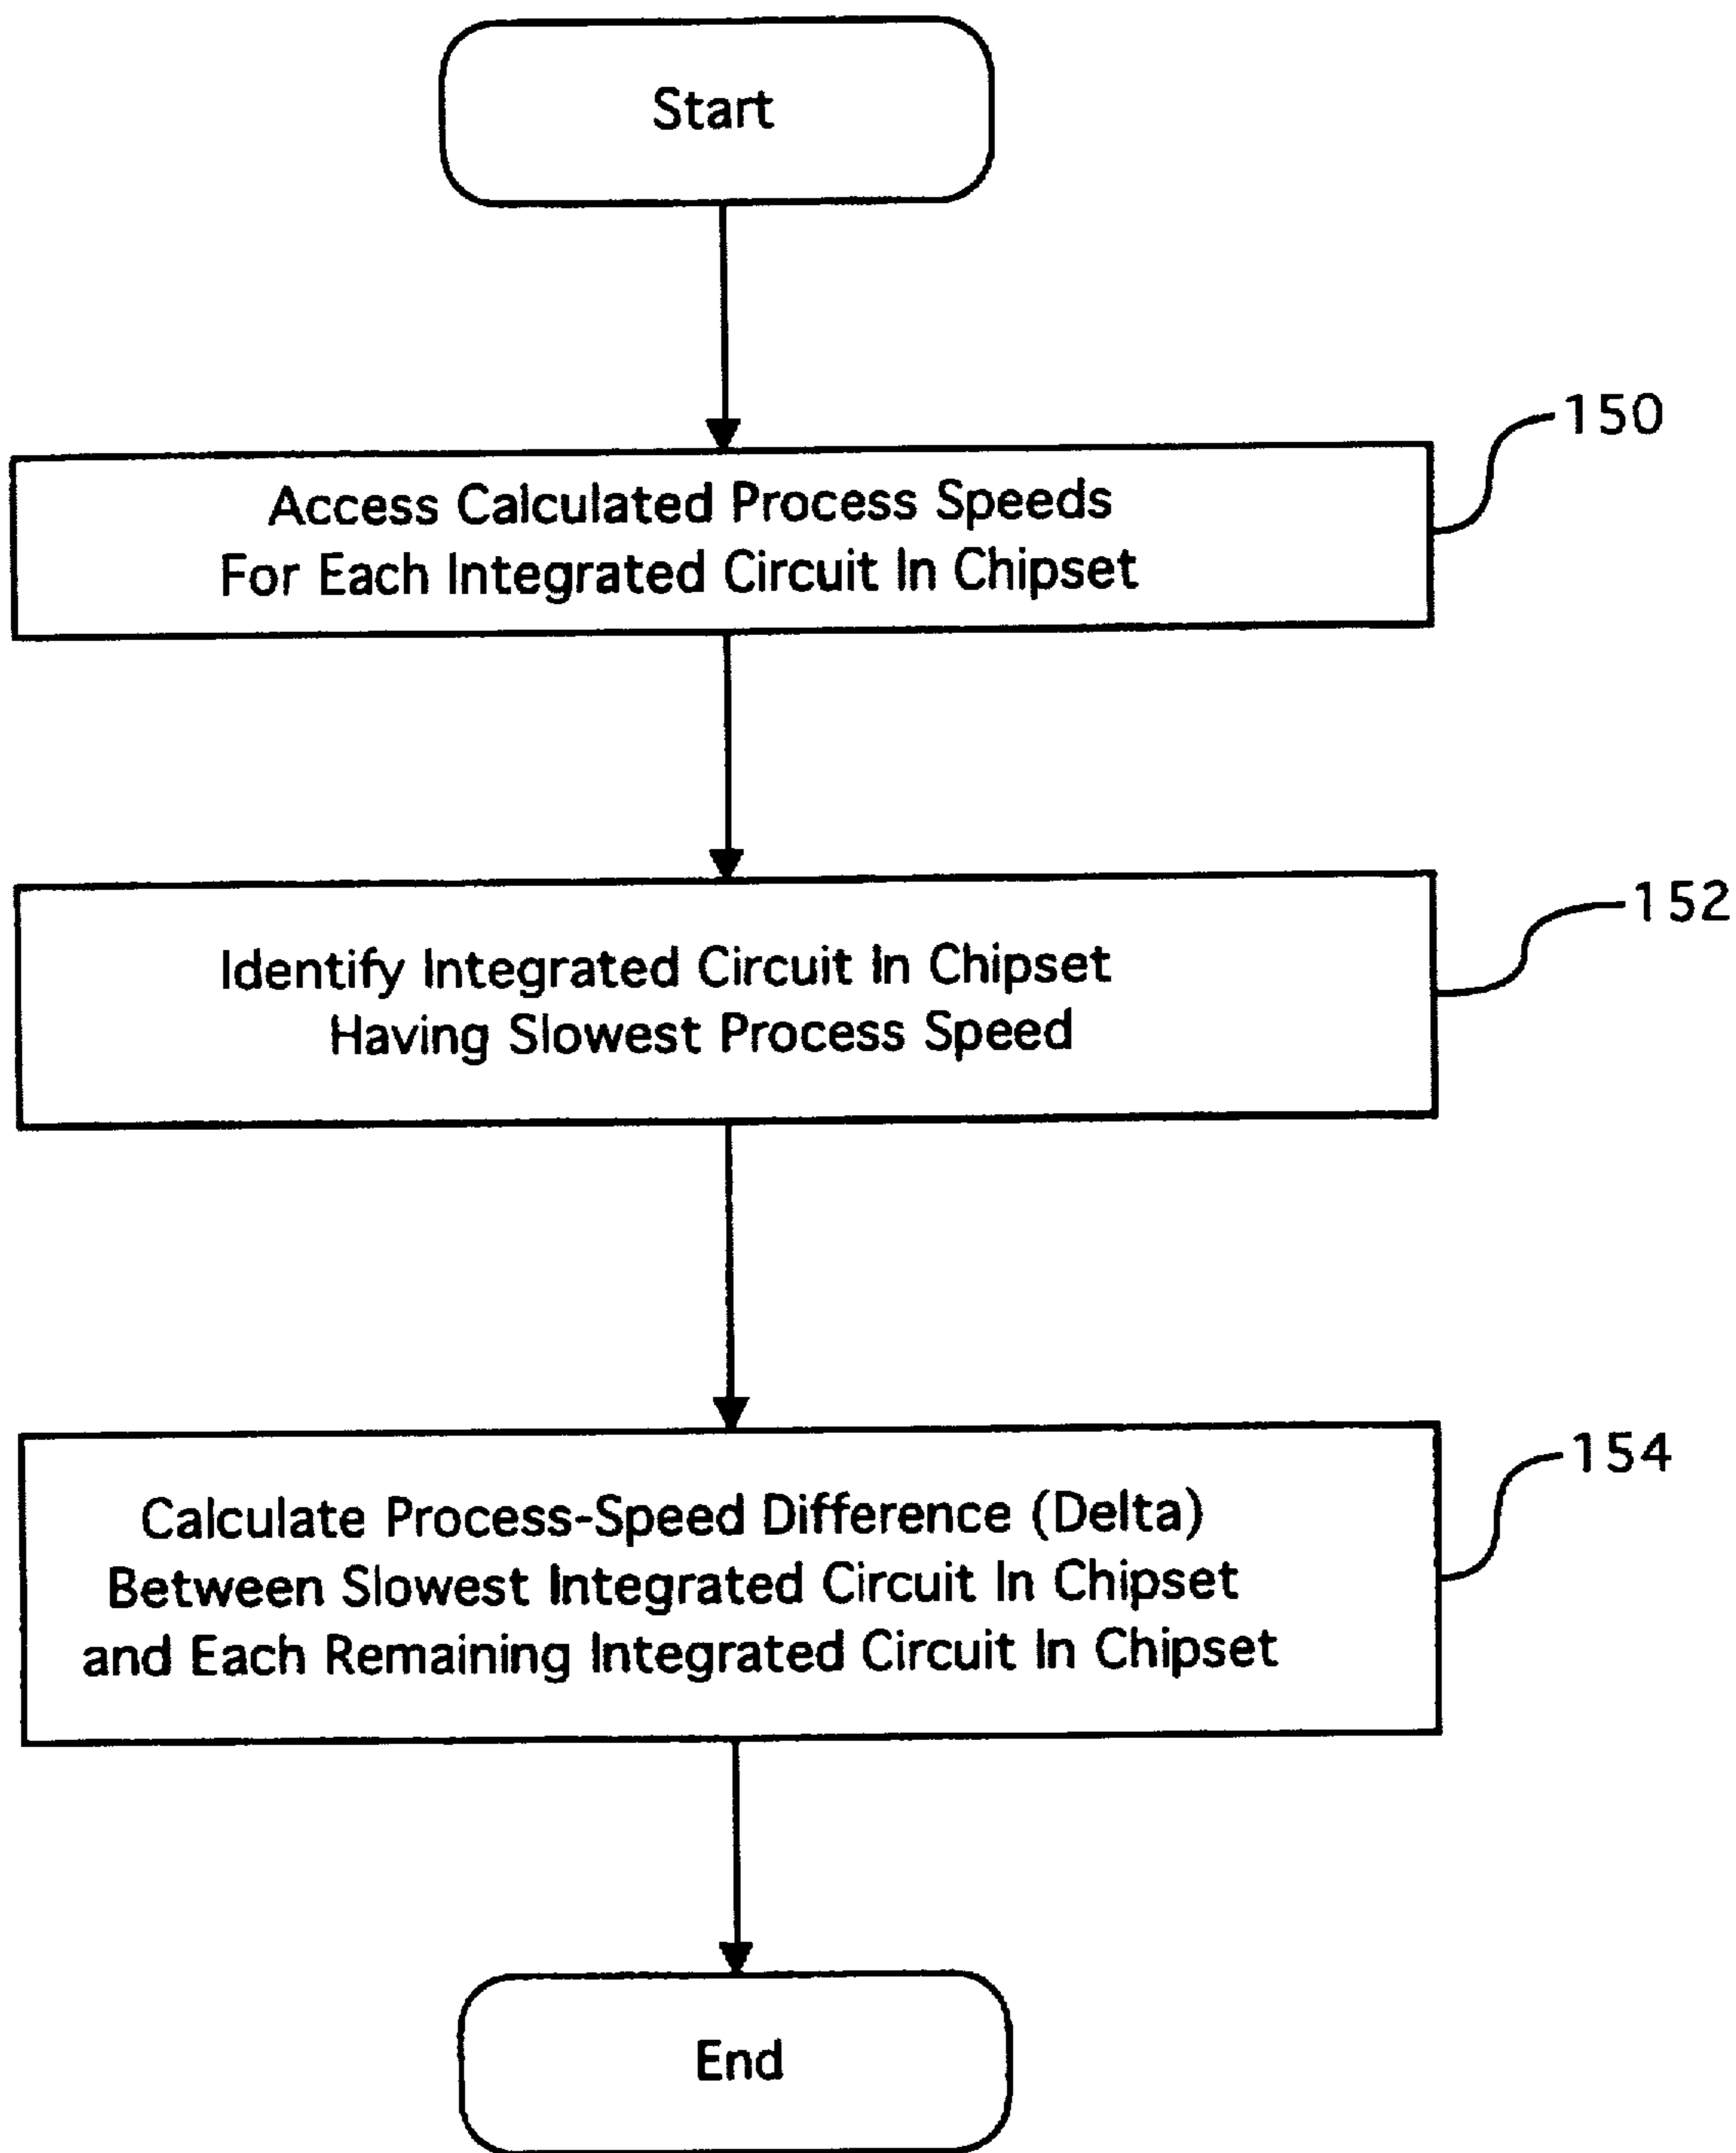 Start
150
Access Calculated Process Speeds
For Each Integrated Circuit In Chipset
152
Identify Integrated Circuit In Chipset
Having Slowest Process Speed
154
Calculate Process-Speed Difference (Delta)
Between Slowest Integrated Circuit In Chipset
and Each Remaining Integrated Circuit In Chipset
End